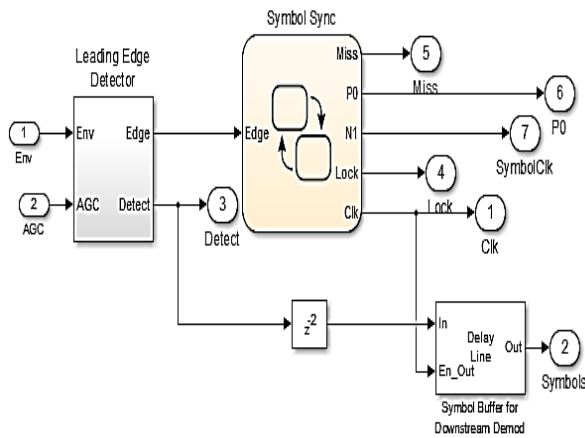 Symbol Sync
Leading Edge
Detector
Miss
5
Miss
P0
6
P0
1
Env
Env
Edge
Edge
N1
7
SymbolClk
2
AGC
AGC
Detect
3
Detect
Lock
4
Lock
Clk
1
Clk
z-2
In
Delay
Line
Out
En_Out
2
Symbols
Symbol Buffer for
Downstream Demod